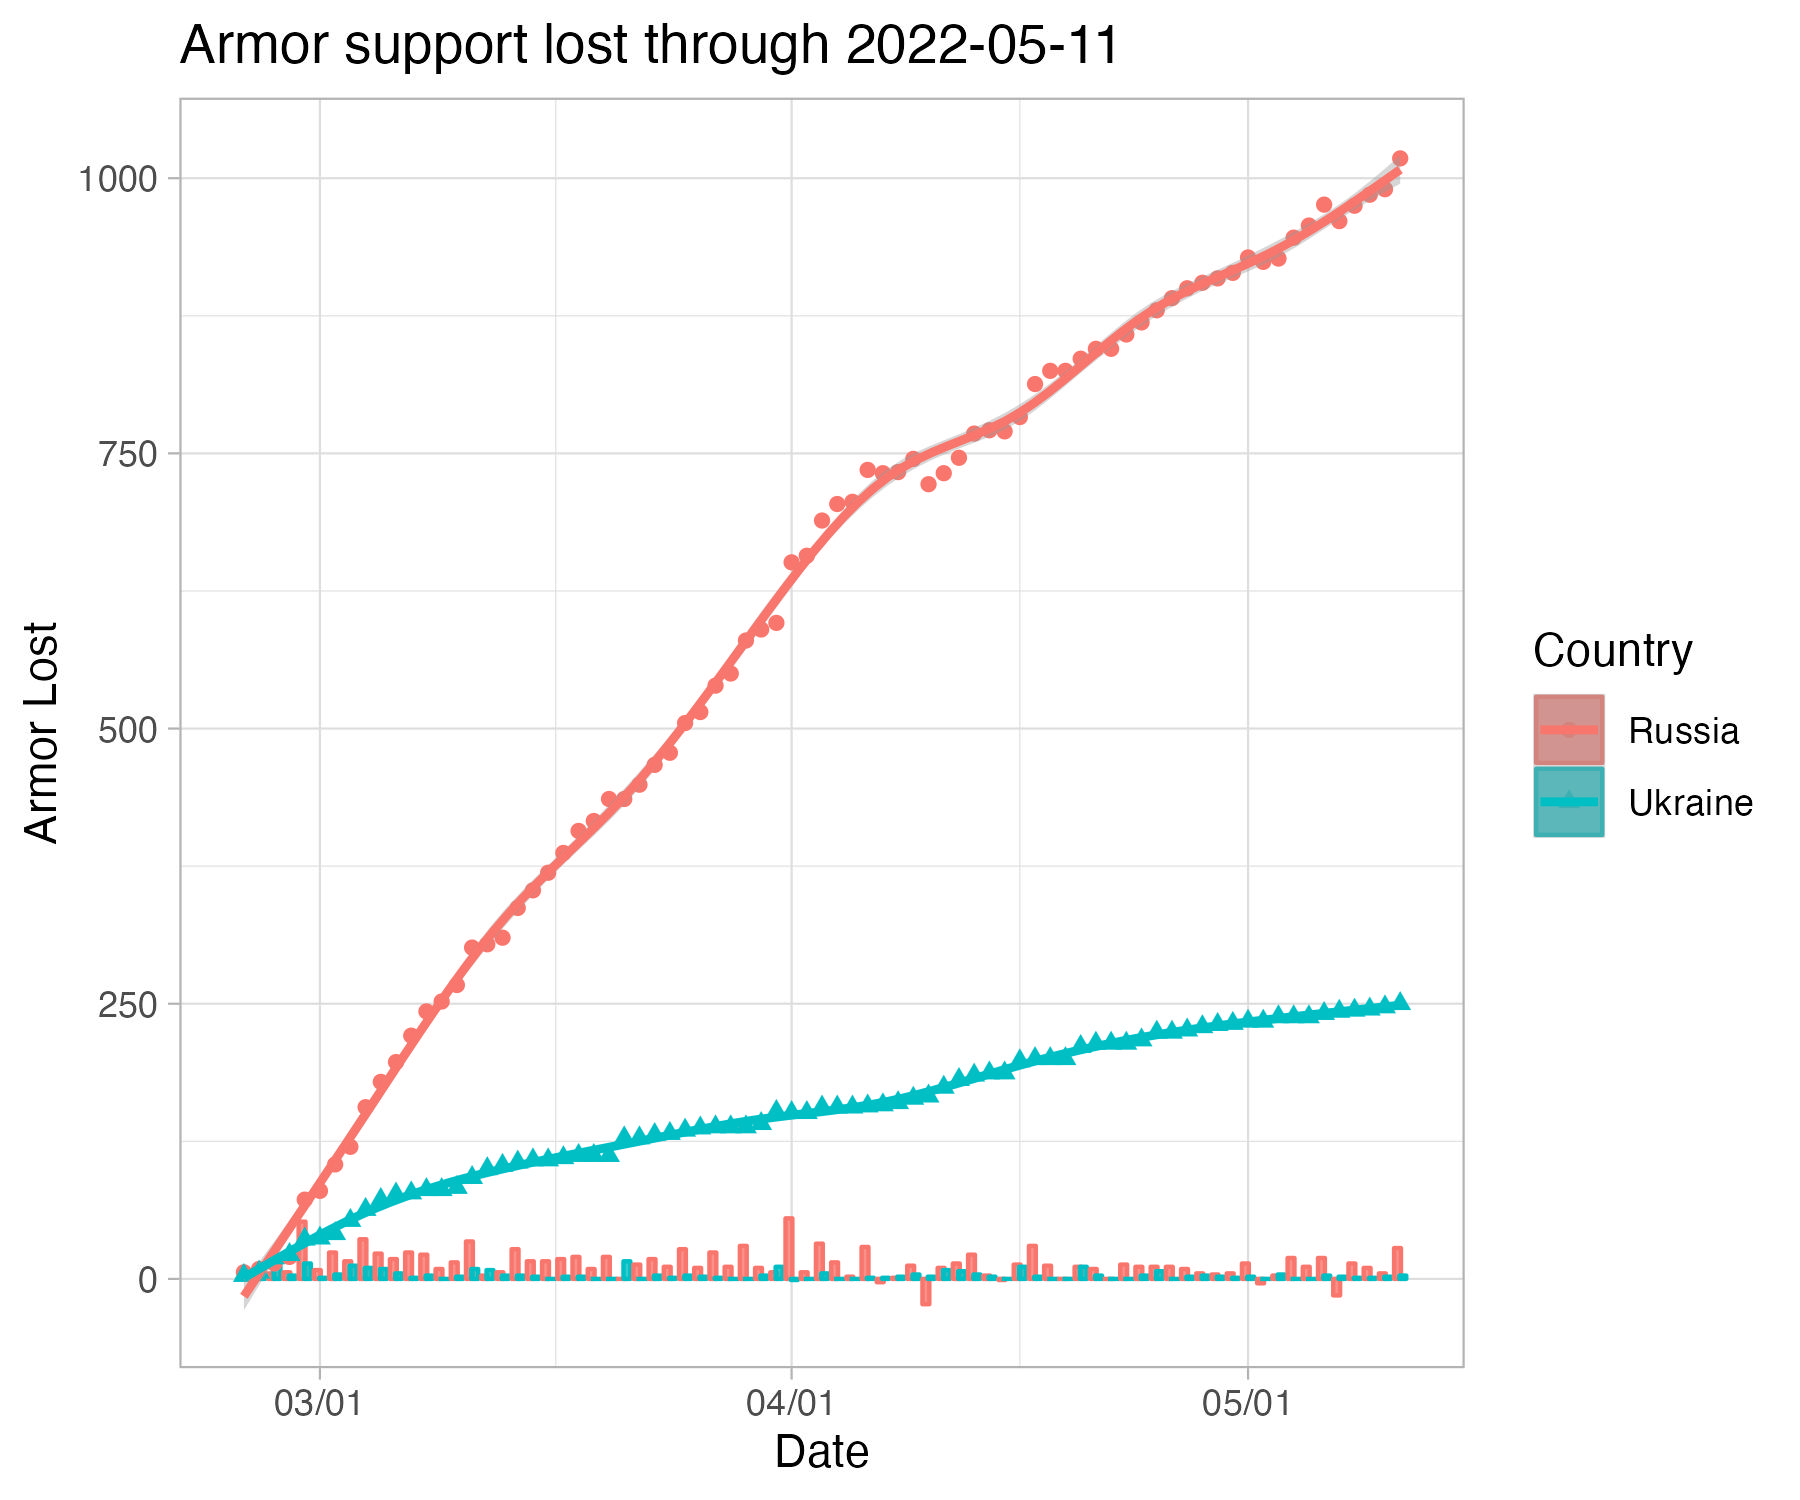 Armor support lost through 2022-05-11
1000
750
500
250
0
Armor Lost
03/01
04/01
05/01
Date
Country
Russia
Ukraine